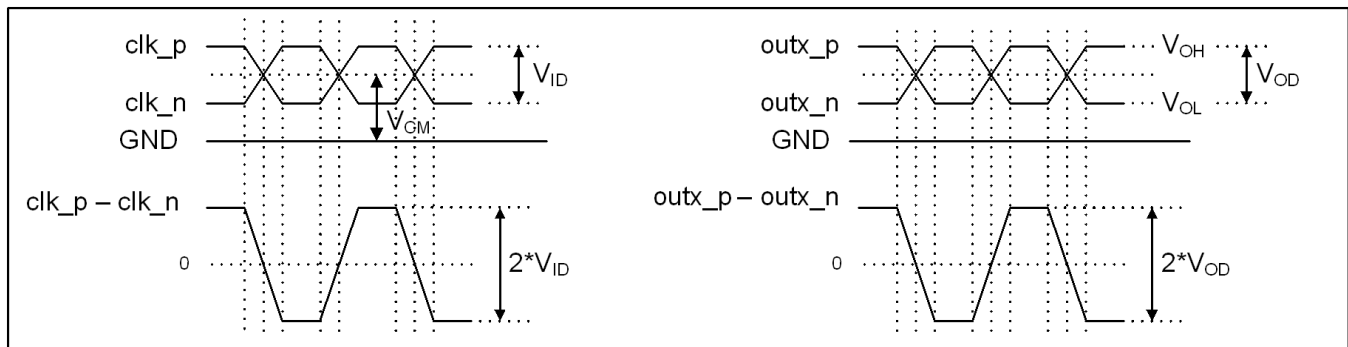 clk_p
V_ID
clk_n
V_CM
GND
clk_p – clk_n
0
2*V_ID
outx_p
V_OH
V_OD
outx_n
V_OL
GND
outx_p – outx_n
0
2*V_OD